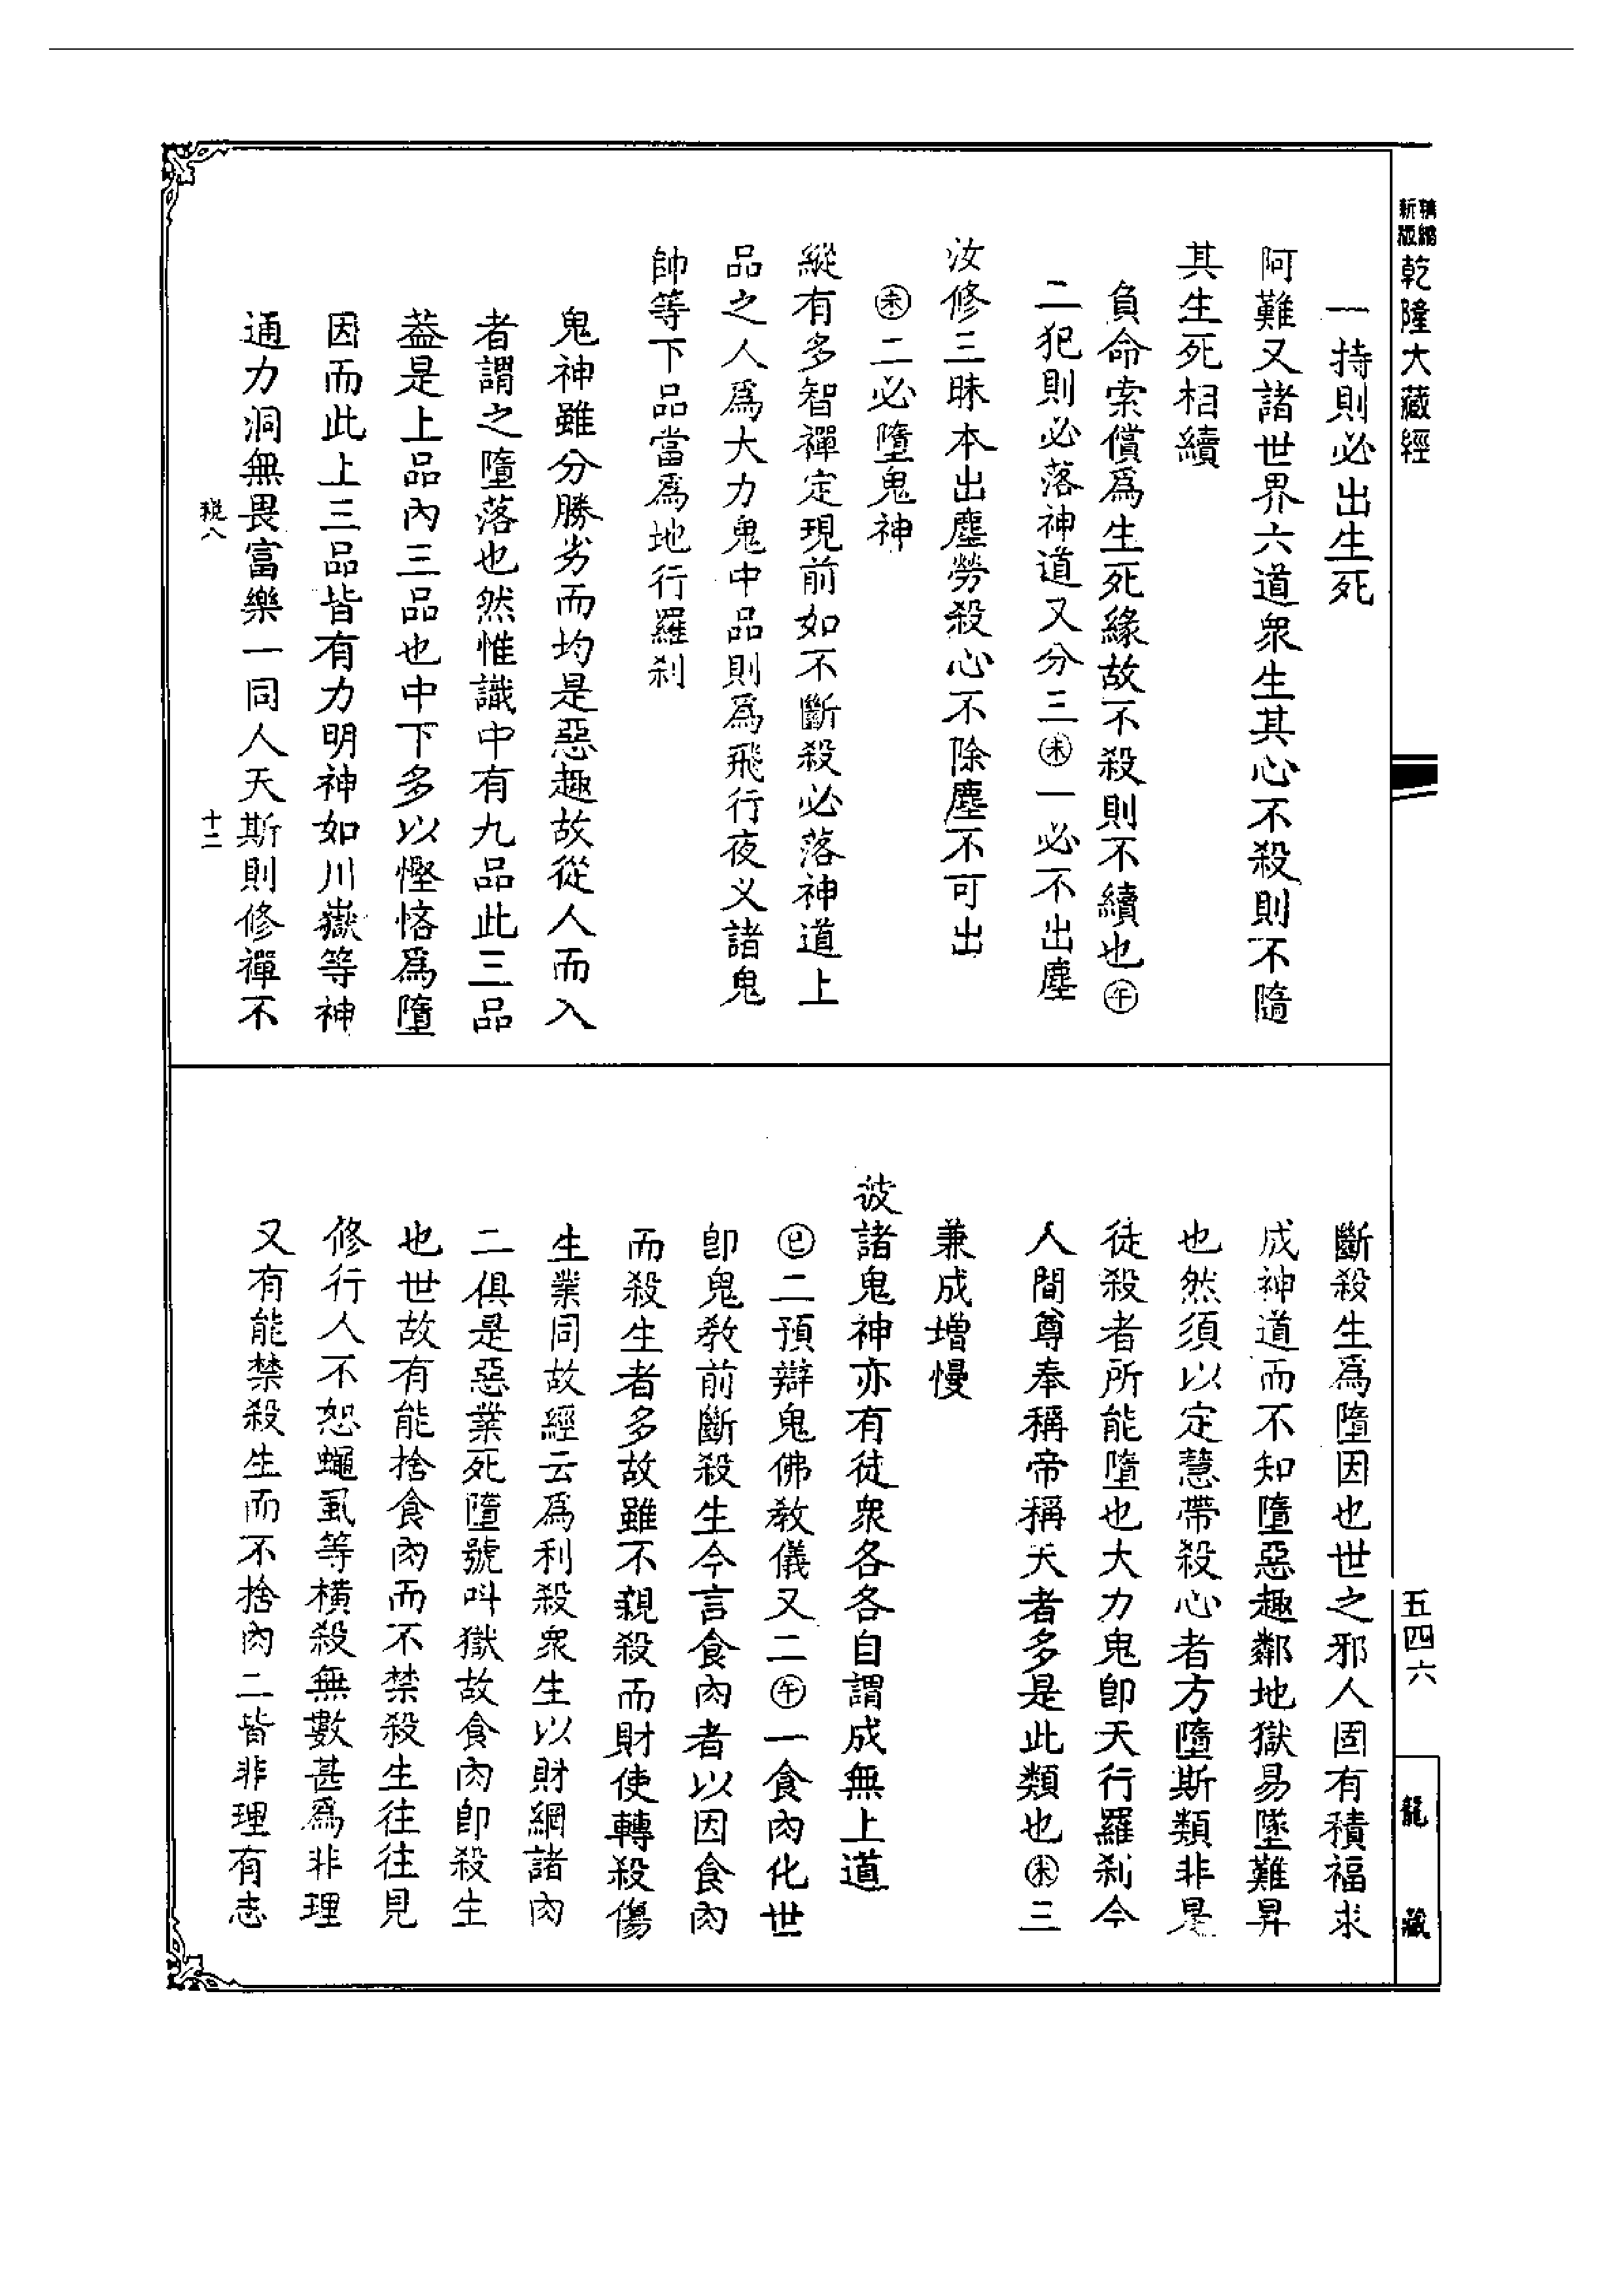 精縮新版乾隆大藏經
一持則必出生死
阿難又諸世界六道衆生其心不殺則不隨
其生死相續
負命索償爲生死緣故不殺則不續也㊌午
二犯則必落神道又分三未一必不出塵
汝修三昧本出塵勞殺心不除塵不可出
未二必墮鬼神
縱有多智禪定現前如不斷殺必落神道上
品之人爲大力鬼中品則爲飛行夜义諸鬼
帥等下品當爲地行羅刹
鬼神雖分勝劣而均是惡趣故從人而入
者謂之墮落也然惟識中有九品此三品
葢是上品內三品也中下多以慳悋爲墮
因而此上三品皆有力明神如川嶽等神
通力洞無畏富樂一同人天斯則修禪不
十二
斷殺生爲墮因也世之邪人固有積福求
成神道而不知墮惡趣鄰地獄易墜難昇
也然須以定慧帶殺心者方墮斯類非是
徒殺者所能墮也大力鬼卽天行羅刹今
人間尊奉稱帝稱天者多是此類也未三
兼成增慢
彼諸鬼神亦有徒衆各各自謂成無上道
巳二預辯鬼佛教儀又二午一食肉化世
卽鬼教前斷殺生今言食肉者以因食肉
而殺生者多故雖不親殺而財使轉殺傷
生業同故經云爲利殺衆生以財網諸肉
二俱是惡業死墮號呌獄故食肉卽殺生
也世故有能捨食肉而不禁殺生往往見
修行人不恕蠅虱等橫殺無數甚爲非理
又有能禁殺生而不捨肉二皆非理有志
五四六
龍藏